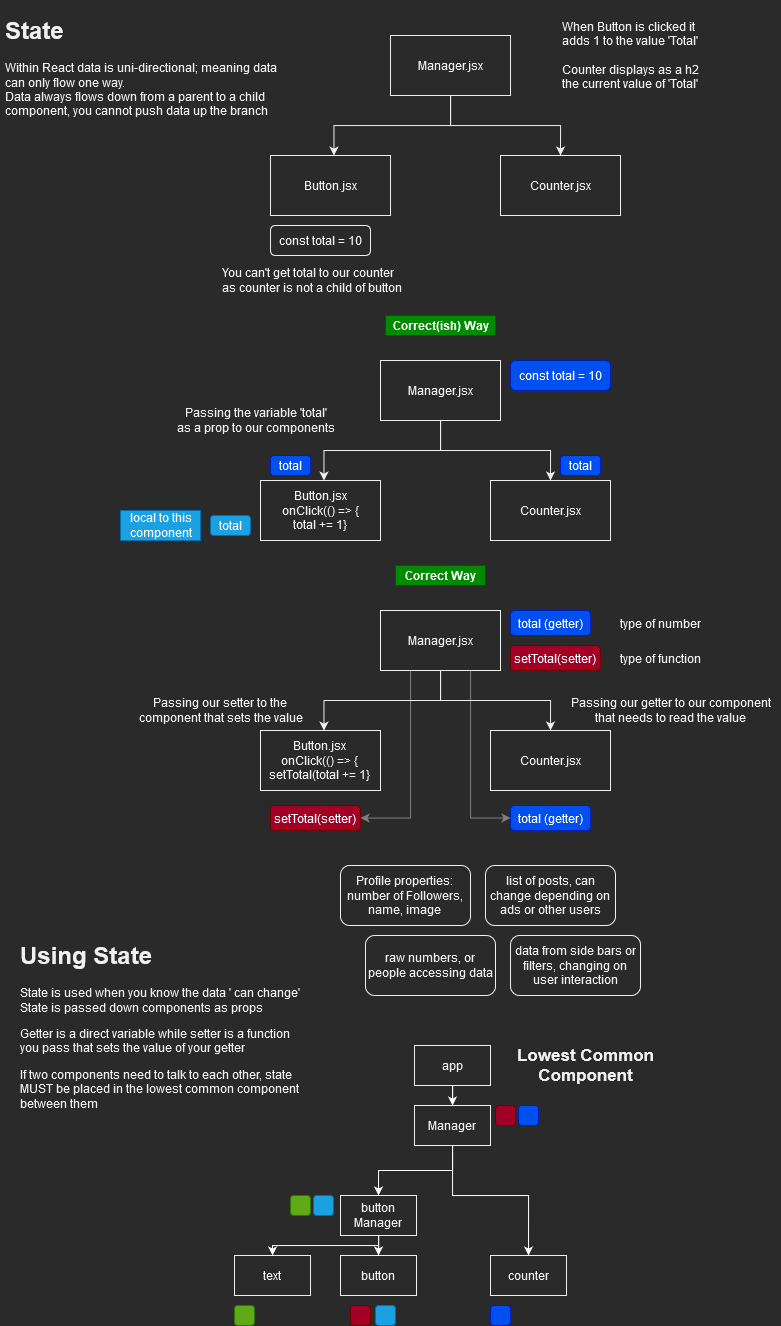 State
Within React data is uni-directional; meaning data
can only flow one way.
Data always flows down from a parent to a child
component, you cannot push data up the branch
Manager.jsx
When Button is clicked it
adds 1 to the value 'Total'
Counter displays as a h2
the current value of 'Total'
Button.jsx
Counter.jsx
const total = 10
You can't get total to our counter
as counter is not a child of button
Correct(ish) Way
Manager.jsx
const total = 10
Passing the variable 'total'
as a prop to our components
total
total
Button.jsx
onClick(() => {
total += 1}
Counter.jsx
local to this
component
total
Correct Way
Manager.jsx
total (getter)
type of number
setTotal(setter)
type of function
Passing our setter to the
component that sets the value
Passing our getter to our component
that needs to read the value
Button.jsx
onClick(() => {
setTotal(total += 1}
Counter.jsx
setTotal(setter)
total (getter)
Profile properties:
number of Followers,
name, image
list of posts, can
change depending on
ads or other users
raw numbers, or
people accessing data
data from side bars or
filters, changing on
user interaction
Using State
State is used when you know the data ' can change'
State is passed down components as props
Getter is a direct variable while setter is a function
you pass that sets the value of your getter
If two components need to talk to each other, state
MUST be placed in the lowest common component
between them
Lowest Common
Component
app
Manager
button
Manager
text
button
counter